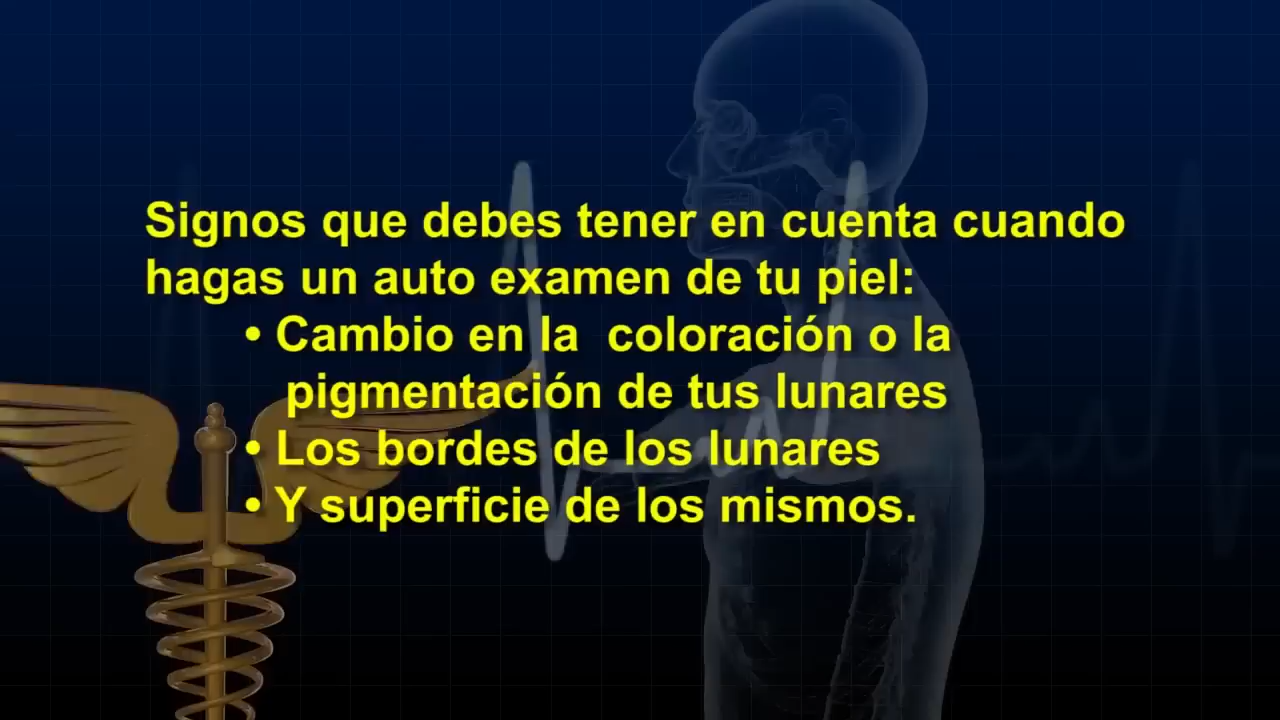 Signos que debes tener en cuenta cuando
hagas un auto examen de tu piel:
• Cambio en la  coloración o la
pigmentación de tus lunares
• Los bordes de los lunares
• Y superficie de los mismos.